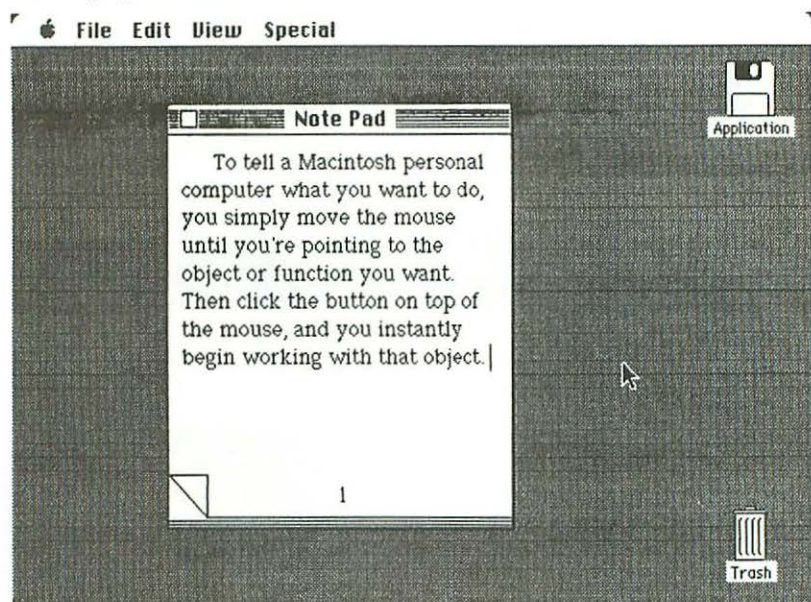 File Edit View Special
Application
Note Pad
To tell a Macintosh personal
computer what you want to do,
you simply move the mouse
until you're pointing to the
object or function you want.
Then click the button on top of
the mouse, and you instantly
begin working with that object.
1
Trash